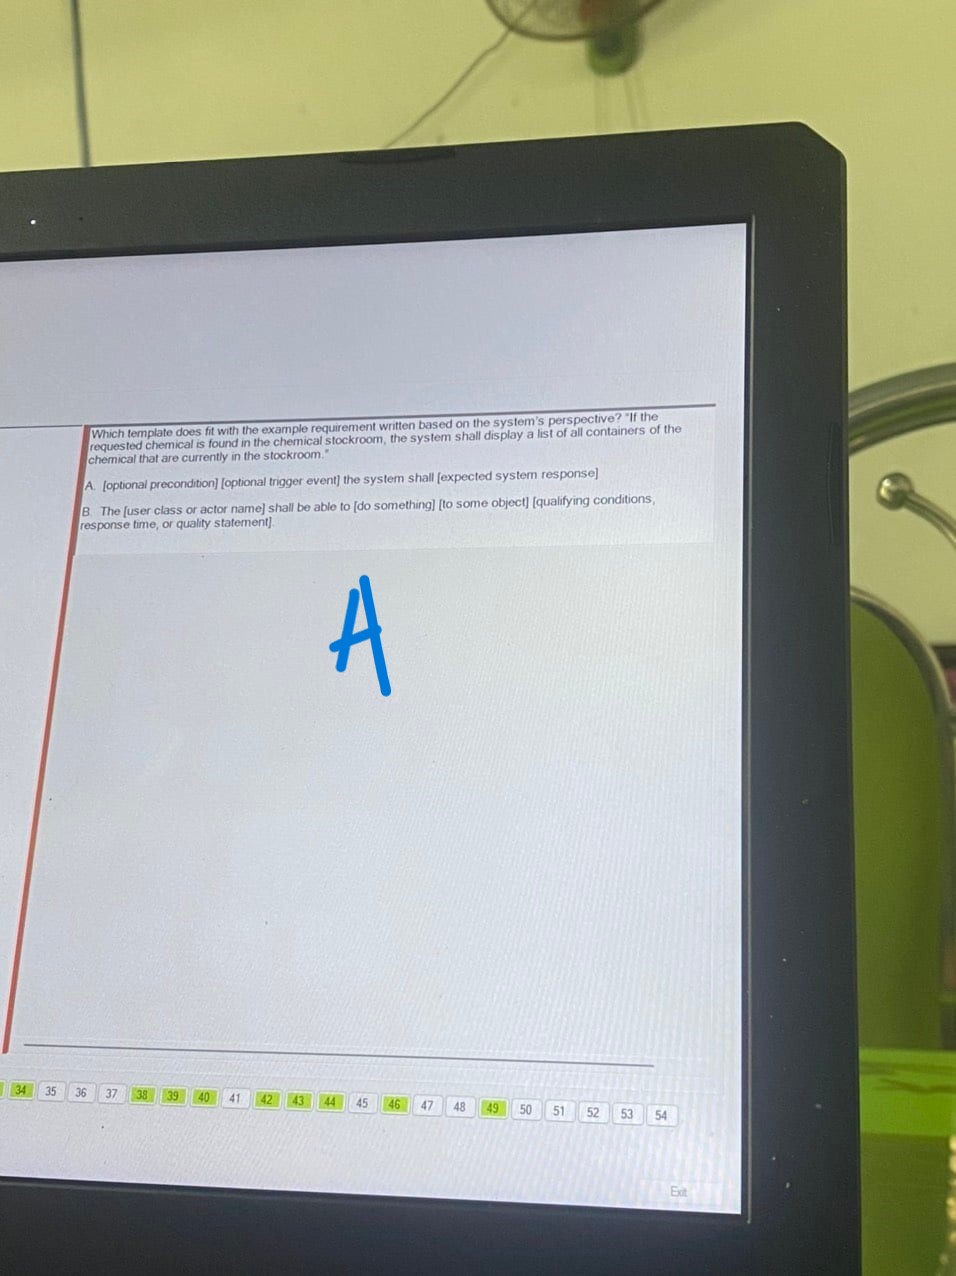 Which template does fit with the example requirement written based on the system's perspective? "If the
requested chemical is found in the chemical stockroom, the system shall display a list of all containers of the
chemical that are currently in the stockroom."
A. [optional precondition] [optional trigger event] the system shall [expected system response]
B. The [user class or actor name] shall be able to [do something] [to some object] [qualifying conditions,
response time, or quality statement].
A
34 35 36 37 38 39 40 41 42 43 44 45 46 47 48 49 50 51 52 53 54
Exit